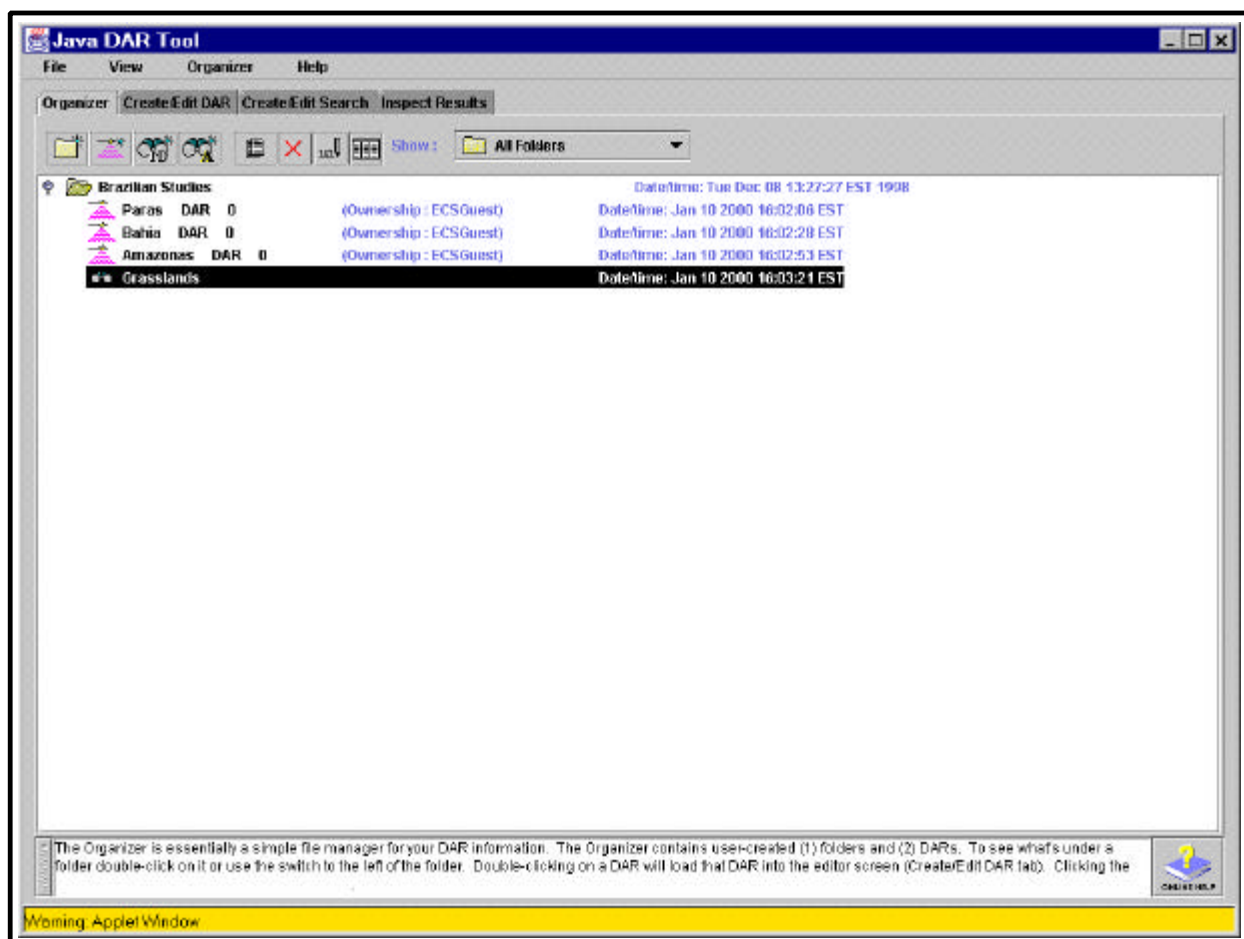 Java DAR Tool
File View Organizer Help
Organizer Create/Edit DAR Create/Edit Search Inspect Results
Show : All Folders
Brazilian Studies Date/time: Tue Dec 08 13:27:27 EST 1998
Paras DAR 0 (Ownership : ECSGuest) Date/time: Jan 10 2000 16:02:06 EST
Bahia DAR 0 (Ownership : ECSGuest) Date/time: Jan 10 2000 16:02:28 EST
Amazonas DAR 0 (Ownership : ECSGuest) Date/time: Jan 10 2000 16:02:53 EST
Grasslands Date/time: Jan 10 2000 16:03:21 EST
The Organizer is essentially a simple file manager for your DAR information. The Organizer contains user-created (1) folders and (2) DARs. To see what's under a
folder double-click on it or use the switch to the left of the folder. Double-clicking on a DAR will load that DAR into the editor screen (Create/Edit DAR tab). Clicking the
ONLINE HELP
Warning: Applet Window